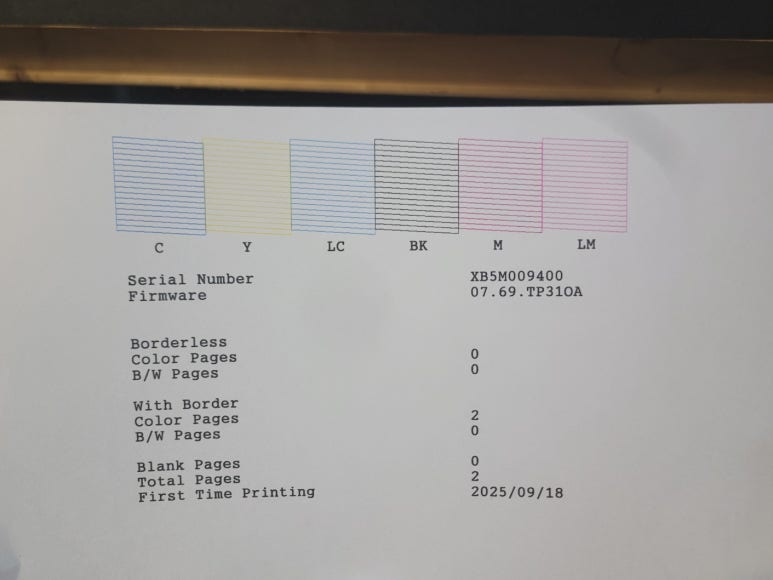 C Y LC BK M LM
Serial Number XB5M009400
Firmware 07.69.TP31OA
Borderless
Color Pages 0
B/W Pages 0
With Border
Color Pages 2
B/W Pages 0
Blank Pages 0
Total Pages 2
First Time Printing 2025/09/18